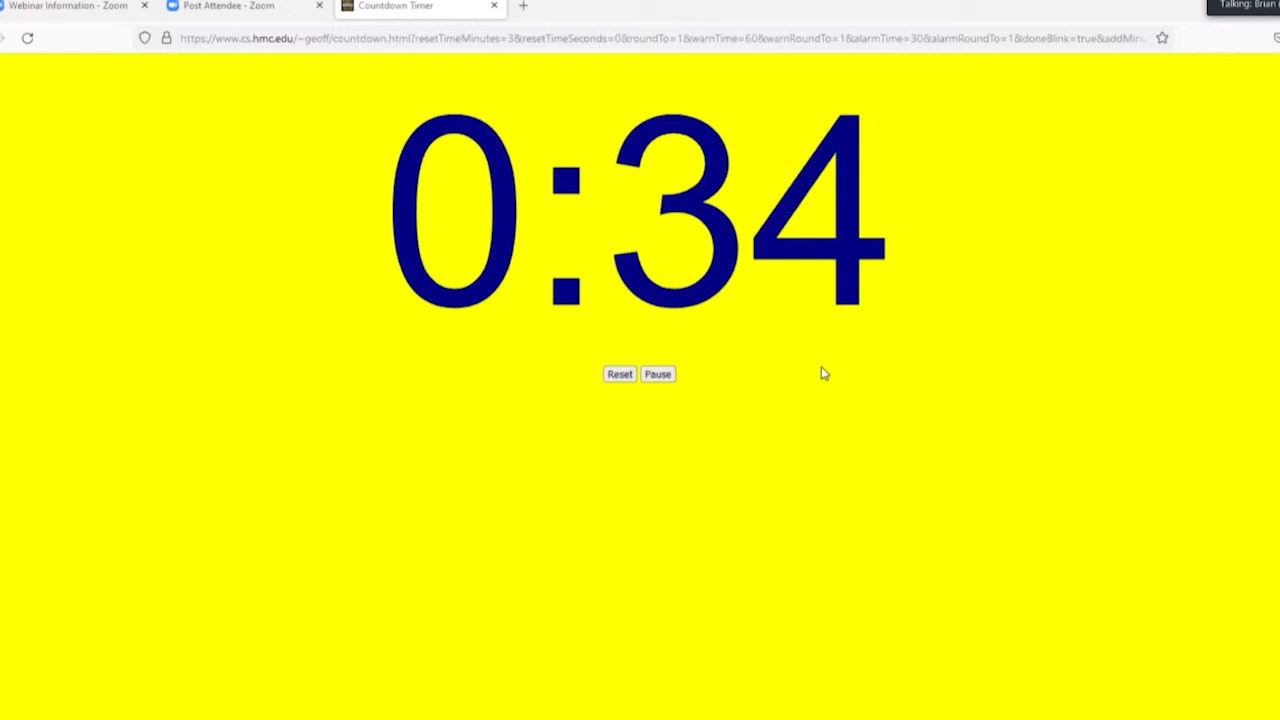 Webinar Information - Zoom
Post Attendee - Zoom
Countdown Timer
Talking: Brian
https://www.cs.hmc.edu/~geoff/countdown.html?resetTimeMinutes=3&resetTimeSeconds=0&roundTo=1&warnTime=60&warnRoundTo=1&alarmTime=30&alarmRoundTo=1&doneBlink=true&addMinu
0:34
Reset Pause